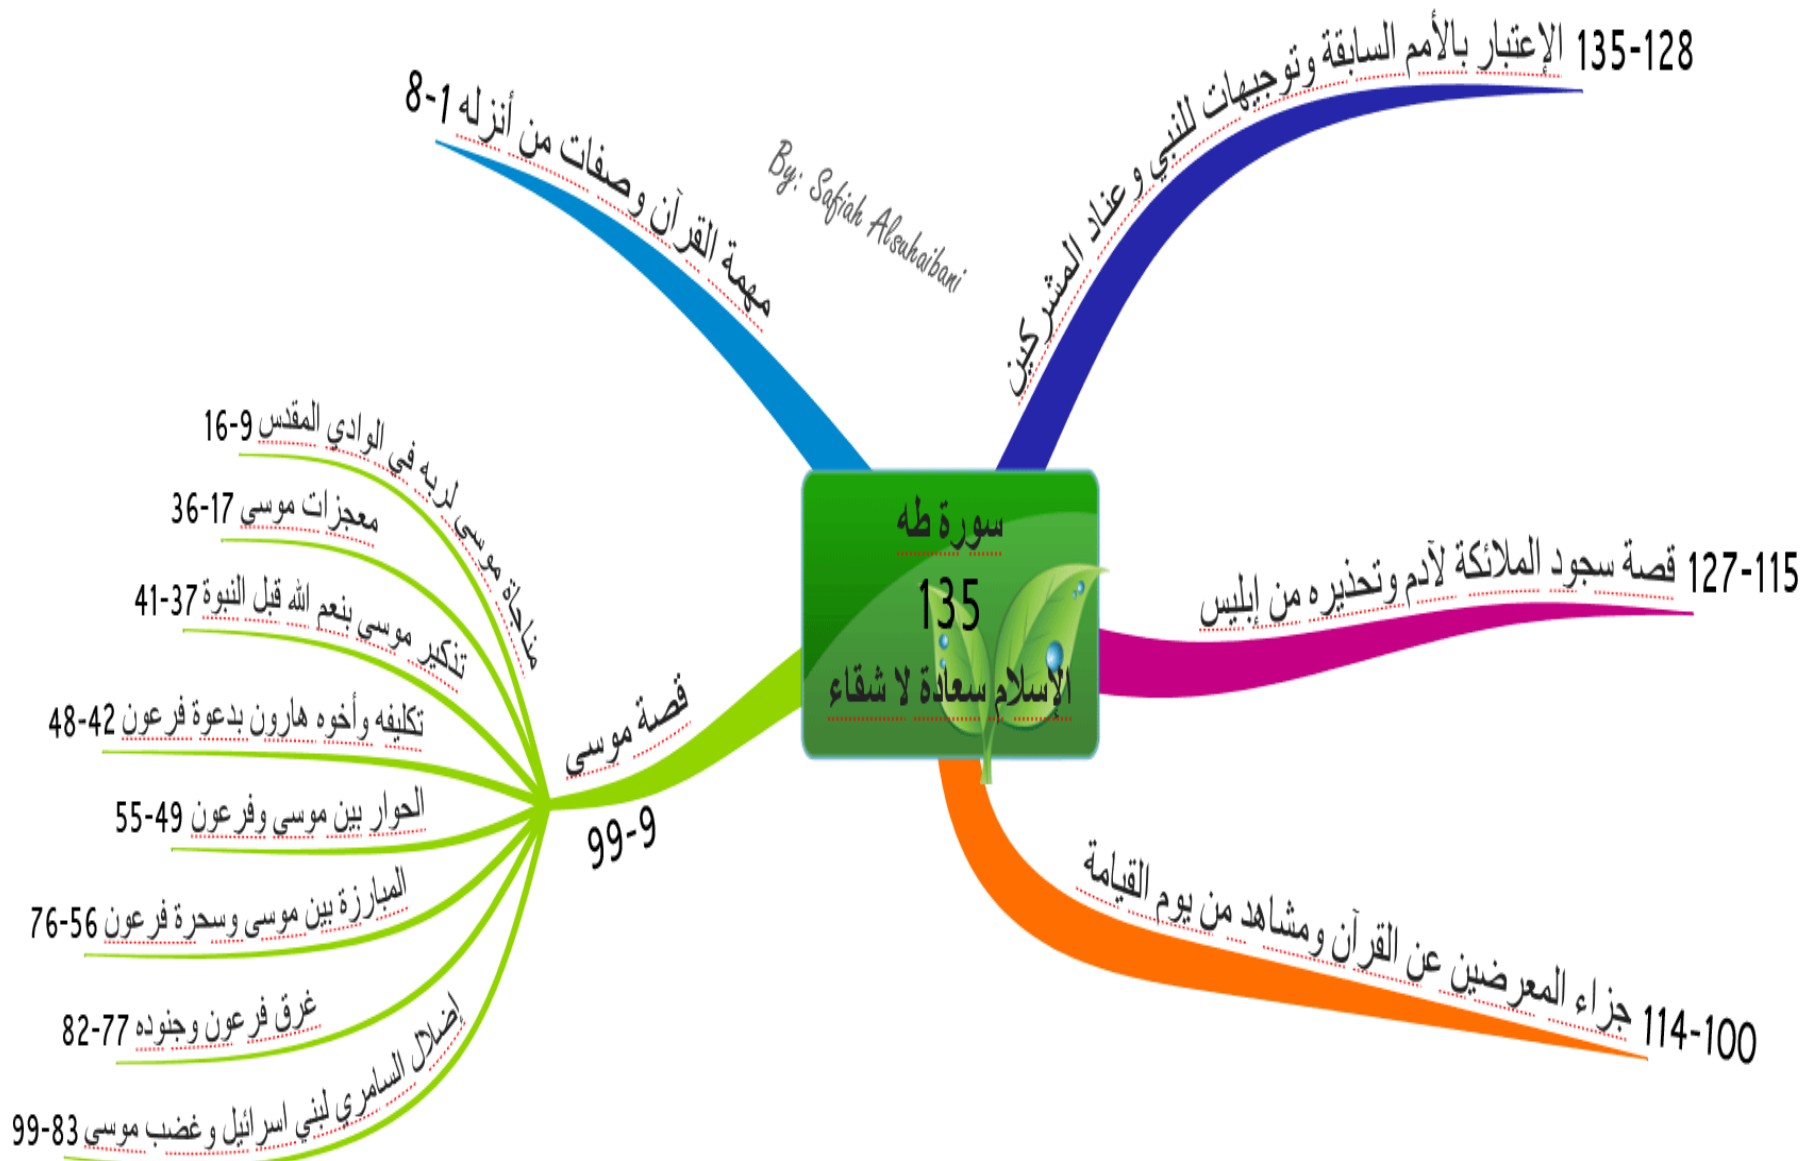 سورة طه
135
الإسلام سعادة لا شقاء
By: Safiah Alsuhaibani
مهمة القرآن وصفات من أنزله 1-8
قصة موسى
9-99
مناجاة موسى لربه في الوادي المقدس 9-16
معجزات موسى 17-36
تذكير موسى بنعم الله قبل النبوة 37-41
تكليفه وأخوه هارون بدعوة فرعون 42-48
الحوار بين موسى وفرعون 49-55
المبارزة بين موسى وسحرة فرعون 56-76
غرق فرعون وجنوده 77-82
إضلال السامري لبني اسرائيل وغضب موسى 83-99
100-114 جزاء المعرضين عن القرآن ومشاهد من يوم القيامة
115-127 قصة سجود الملائكة لآدم وتحذيره من إبليس
128-135 الإعتبار بالأمم السابقة وتوجيهات للنبي وعناد المشركين